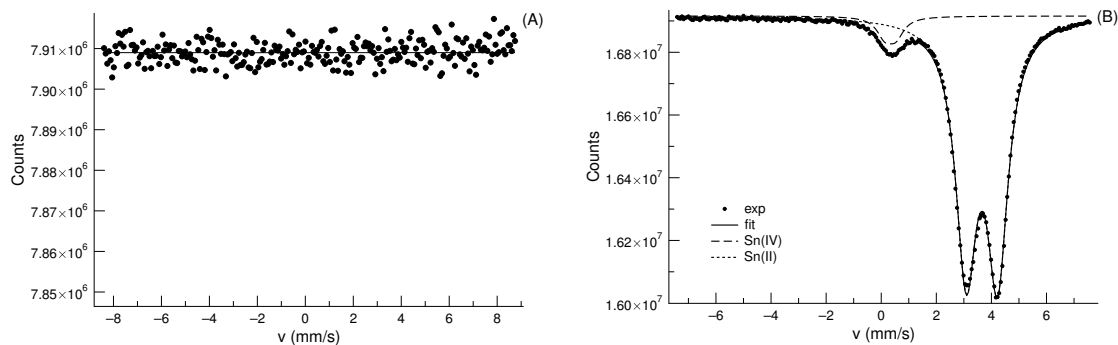 (A)
7.91×10⁶
7.90×10⁶
7.89×10⁶
7.88×10⁶
7.87×10⁶
7.86×10⁶
7.85×10⁶
Counts
−8 −6 −4 −2 0 2 4 6 8
v (mm/s)
(B)
1.68×10⁷
1.66×10⁷
1.64×10⁷
1.62×10⁷
1.60×10⁷
Counts
exp
fit
Sn(IV)
Sn(II)
−6 −4 −2 0 2 4 6
v (mm/s)